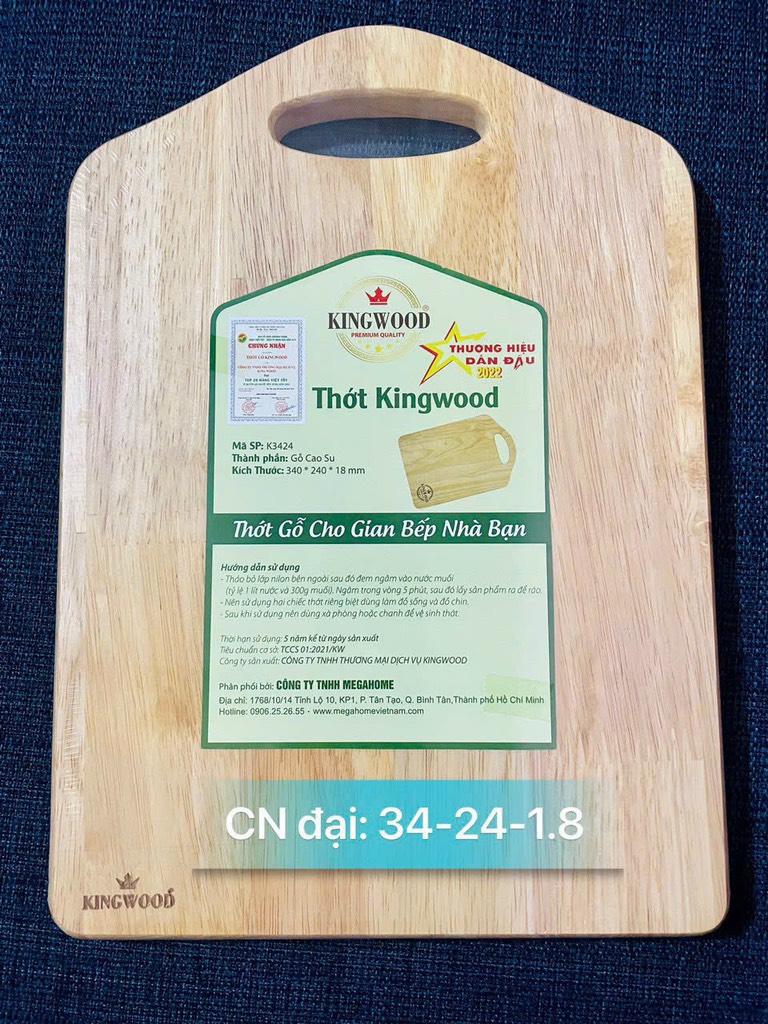 KINGWOOD
®
PREMIUM QUALITY
CHỨNG NHẬN
THỚT GỖ KINGWOOD
THƯƠNG HIỆU
DẪN ĐẦU
2022
Thớt Kingwood
Mã SP: K3424
Thành phần: Gỗ Cao Su
Kích Thước: 340 * 240 * 18 mm
Thớt Gỗ Cho Gian Bếp Nhà Bạn
Hướng dẫn sử dụng
- Tháo bỏ lớp nilon bên ngoài sau đó đem ngâm vào nước muối
(tỷ lệ 1 lít nước và 300g muối). Ngâm trong vòng 5 phút, sau đó lấy sản phẩm ra để ráo.
- Nên sử dụng hai chiếc thớt riêng biệt dùng làm đồ sống và đồ chín.
- Sau khi sử dụng nên dùng xà phòng hoặc chanh để vệ sinh thớt.
Thời hạn sử dụng: 5 năm kể từ ngày sản xuất
Tiêu chuẩn cơ sở: TCCS 01:2021/KW
Công ty sản xuất: CÔNG TY TNHH THƯƠNG MẠI DỊCH VỤ KINGWOOD
Phân phối bởi: CÔNG TY TNHH MEGAHOME
Địa chỉ: 1768/10/14 Tỉnh Lộ 10, KP1, P. Tân Tạo, Q. Bình Tân,Thành phố Hồ Chí Minh
Hotline: 0906.25.26.55 - www.megahomevietnam.com
CN đại: 34-24-1.8
KINGWOOD